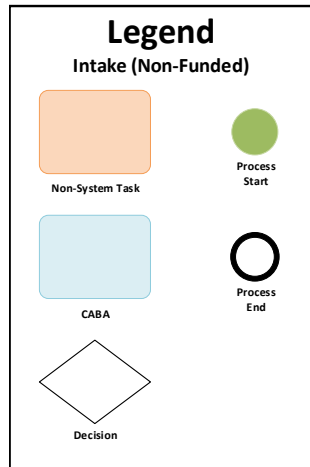 Legend
Intake (Non-Funded)
Non-System Task
Process
Start
CABA
Process
End
Decision